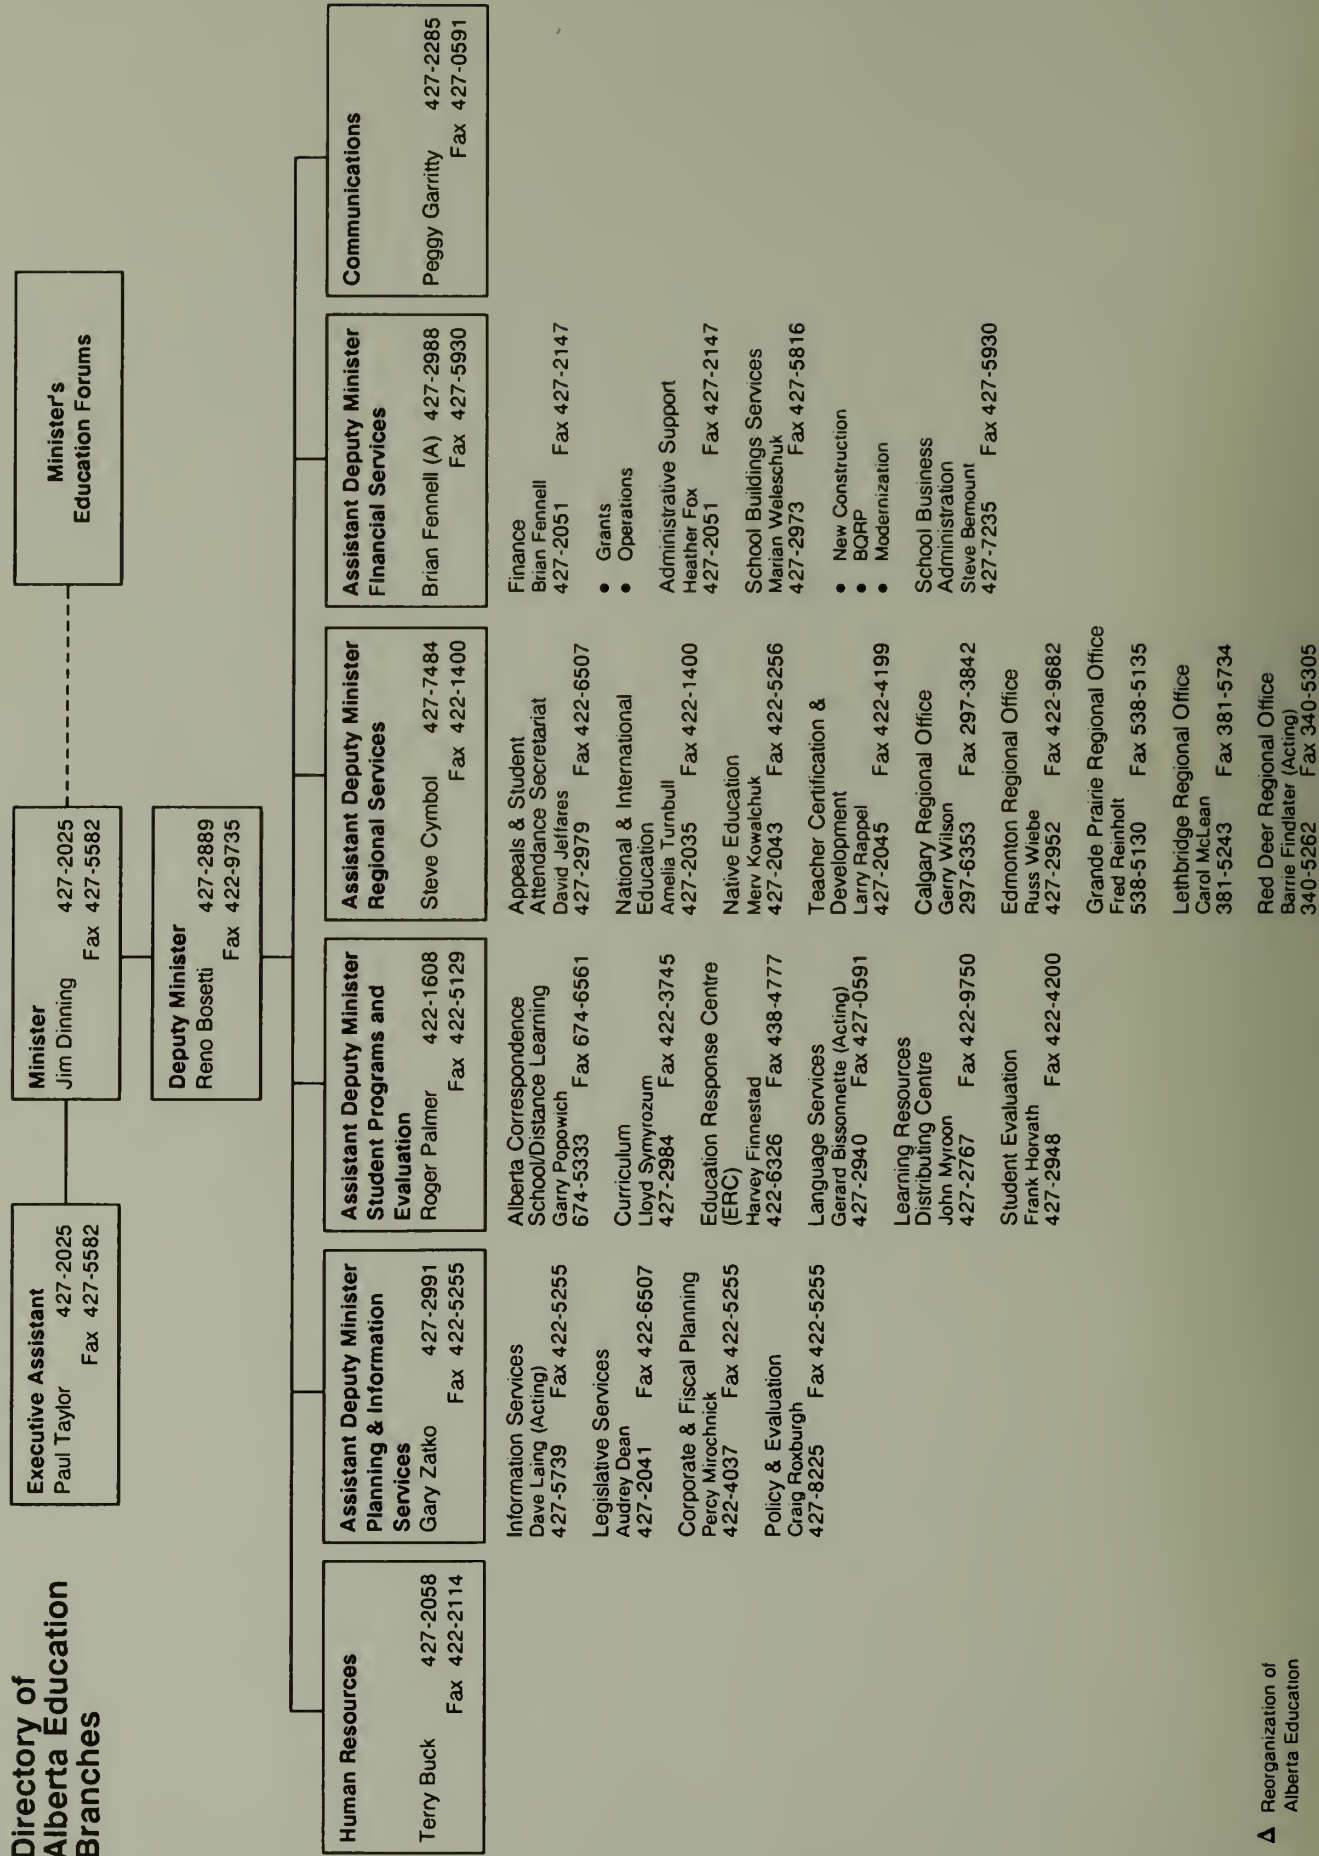 Directory of
Alberta Education
Branches
Executive Assistant
Paul Taylor 427-2025
Fax 427-5582
Minister
Jim Dinning 427-2025
Fax 427-5582
Minister's
Education Forums
Deputy Minister
Reno Bosetti 427-2889
Fax 422-9735
Human Resources
Terry Buck 427-2058
Fax 422-2114
Assistant Deputy Minister
Planning & Information
Services
Gary Zatko 427-2991
Fax 422-5255
Information Services
Dave Laing (Acting)
427-5739 Fax 422-5255
Legislative Services
Audrey Dean
427-2041 Fax 422-6507
Corporate & Fiscal Planning
Percy Mirochnick
422-4037 Fax 422-5255
Policy & Evaluation
Craig Roxburgh
427-8225 Fax 422-5255
Assistant Deputy Minister
Student Programs and
Evaluation
Roger Palmer 422-1608
Fax 422-5129
Alberta Correspondence
School/Distance Learning
Garry Popowich
674-5333 Fax 674-6561
Curriculum
Lloyd Symyrozum
427-2984 Fax 422-3745
Education Response Centre
(ERC)
Harvey Finnestad
422-6326 Fax 438-4777
Language Services
Gerard Bissonnette (Acting)
427-2940 Fax 427-0591
Learning Resources
Distributing Centre
John Myroon
427-2767 Fax 422-9750
Student Evaluation
Frank Horvath
427-2948 Fax 422-4200
Assistant Deputy Minister
Regional Services
Steve Cymbol 427-7484
Fax 422-1400
Appeals & Student
Attendance Secretariat
David Jeffares
427-2979 Fax 422-6507
National & International
Education
Amelia Turnbull
427-2035 Fax 422-1400
Native Education
Merv Kowalchuk
427-2043 Fax 422-5256
Teacher Certification &
Development
Larry Rappel
427-2045 Fax 422-4199
Calgary Regional Office
Gerry Wilson
297-6353 Fax 297-3842
Edmonton Regional Office
Russ Wiebe
427-2952 Fax 422-9682
Grande Prairie Regional Office
Fred Reinholt
538-5130 Fax 538-5135
Lethbridge Regional Office
Carol McLean
381-5243 Fax 381-5734
Red Deer Regional Office
Barrie Findlater (Acting)
340-5262 Fax 340-5305
Assistant Deputy Minister
Financial Services
Brian Fennell (A) 427-2988
Fax 427-5930
Finance
Brian Fennell
427-2051 Fax 427-2147
• Grants
• Operations
Administrative Support
Heather Fox
427-2051 Fax 427-2147
School Buildings Services
Marian Weleschuk
427-2973 Fax 427-5816
• New Construction
• BQRP
• Modernization
School Business
Administration
Steve Bemount
427-7235 Fax 427-5930
Communications
Peggy Garritty 427-2285
Fax 427-0591
Δ Reorganization of
Alberta Education